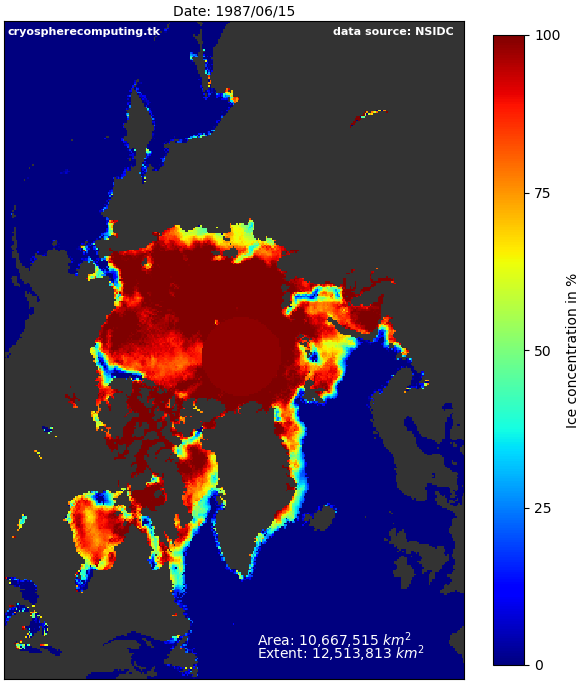 Date: 1987/06/15
cryospherecomputing.tk
data source: NSIDC
100
75
50
25
0
Ice concentration in %
Area: 10,667,515 km²
Extent: 12,513,813 km²